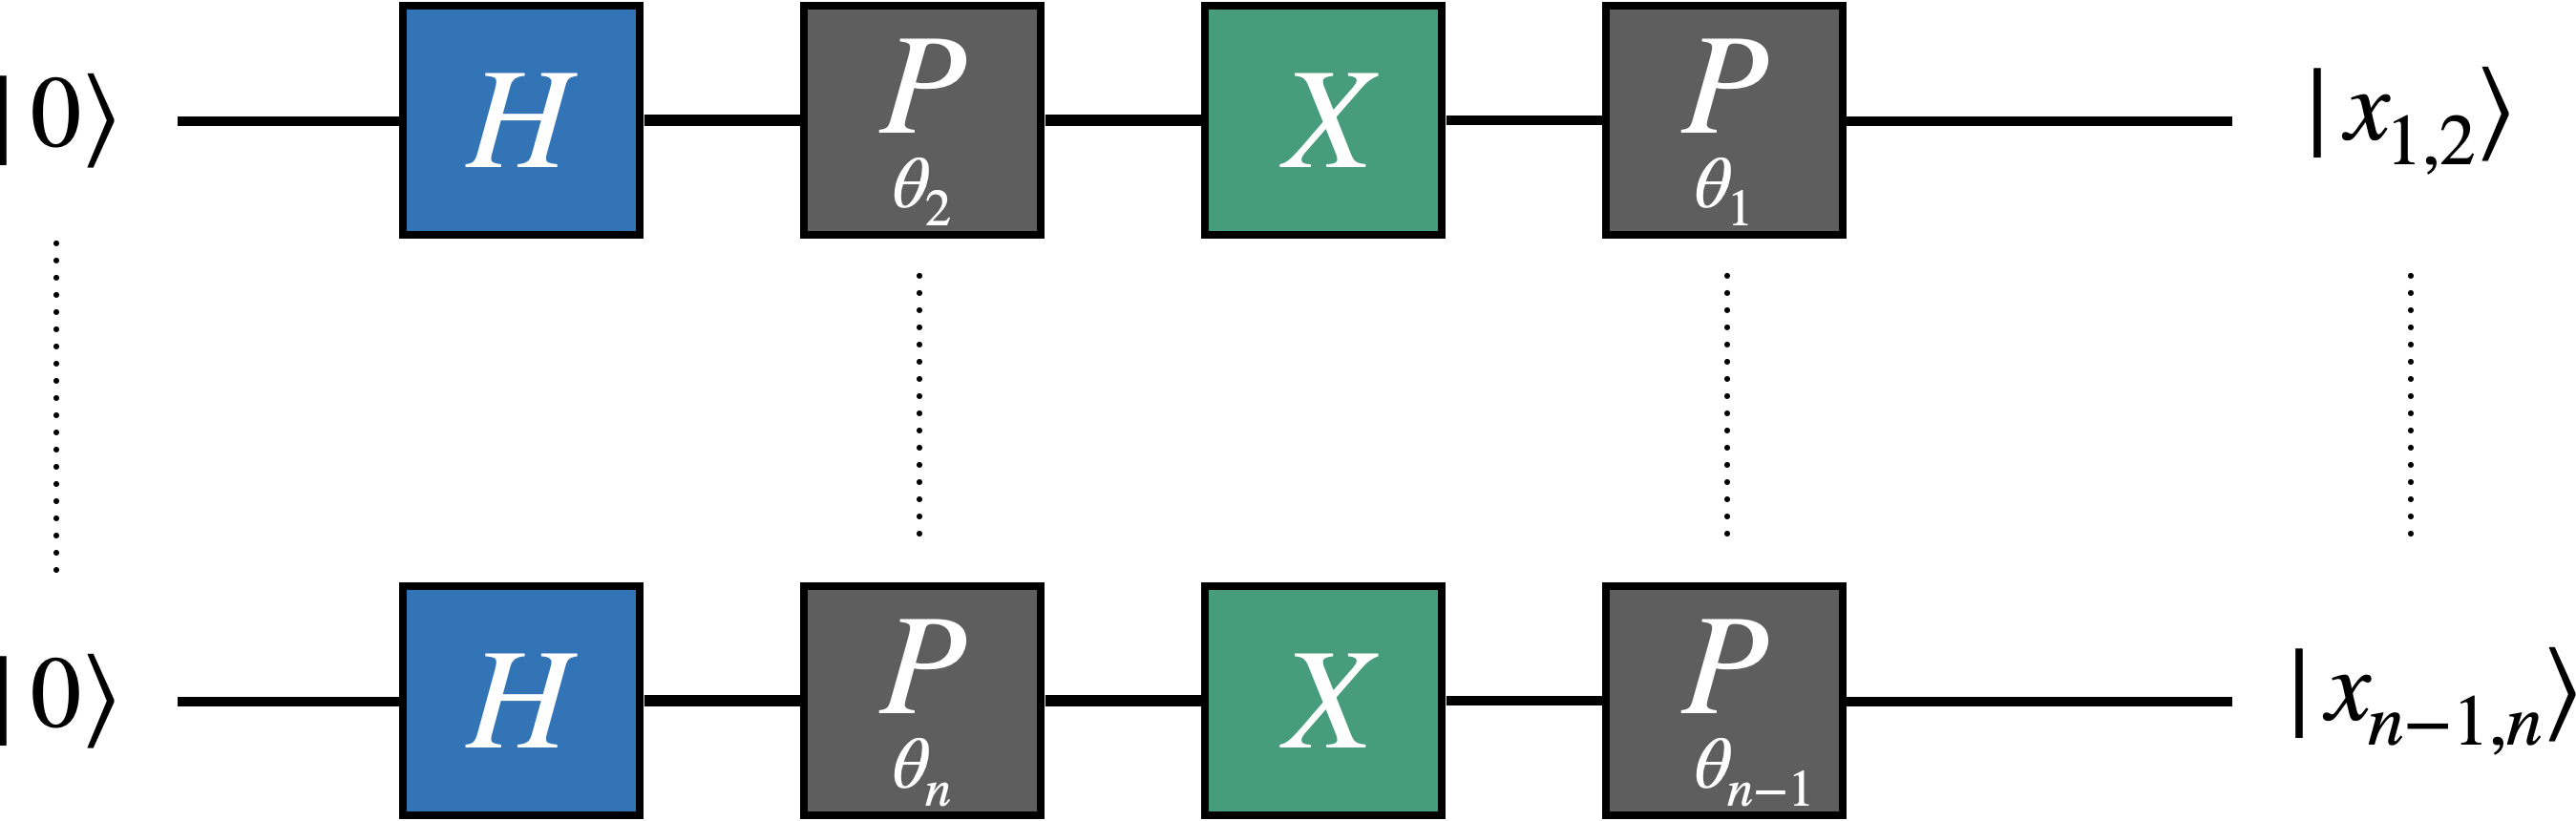 |0⟩ H P θ₂ X P θ₁ |x₁,₂⟩
|0⟩ H P θₙ X P θₙ₋₁ |xₙ₋₁,ₙ⟩